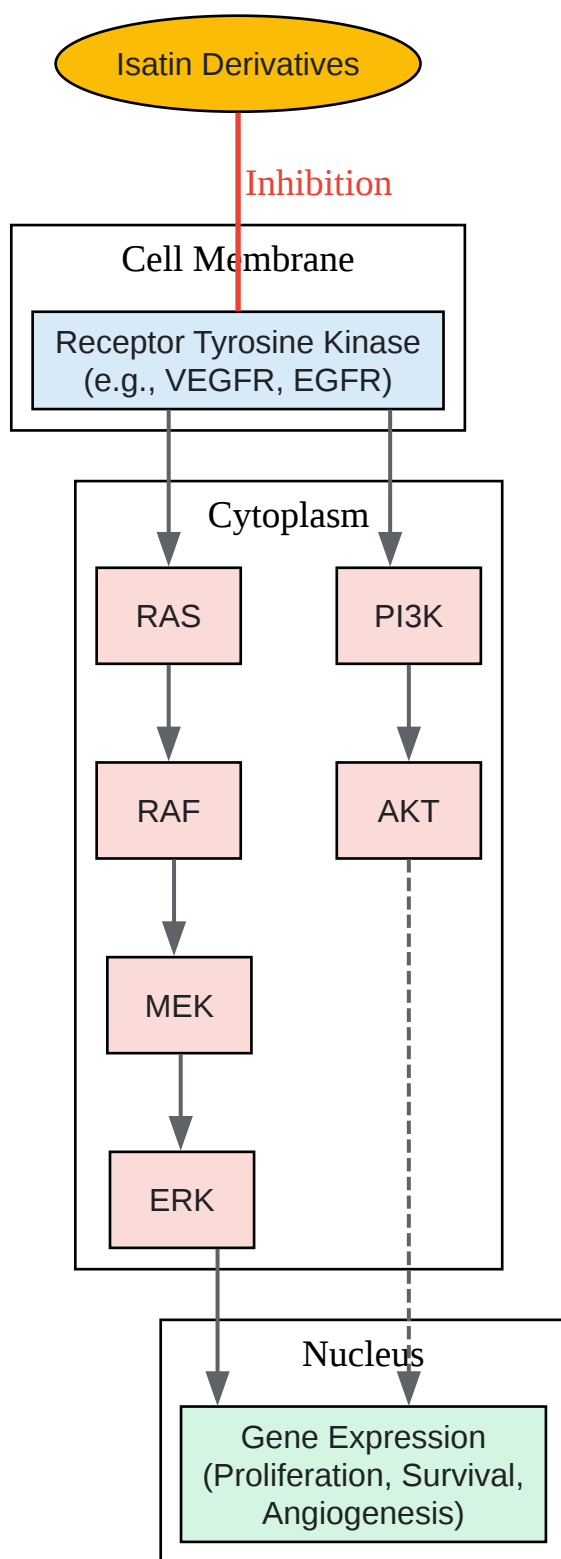 Isatin Derivatives
Inhibition
Cell Membrane
Receptor Tyrosine Kinase
(e.g., VEGFR, EGFR)
Cytoplasm
RAS
PI3K
RAF
AKT
MEK
ERK
Nucleus
Gene Expression
(Proliferation, Survival,
Angiogenesis)